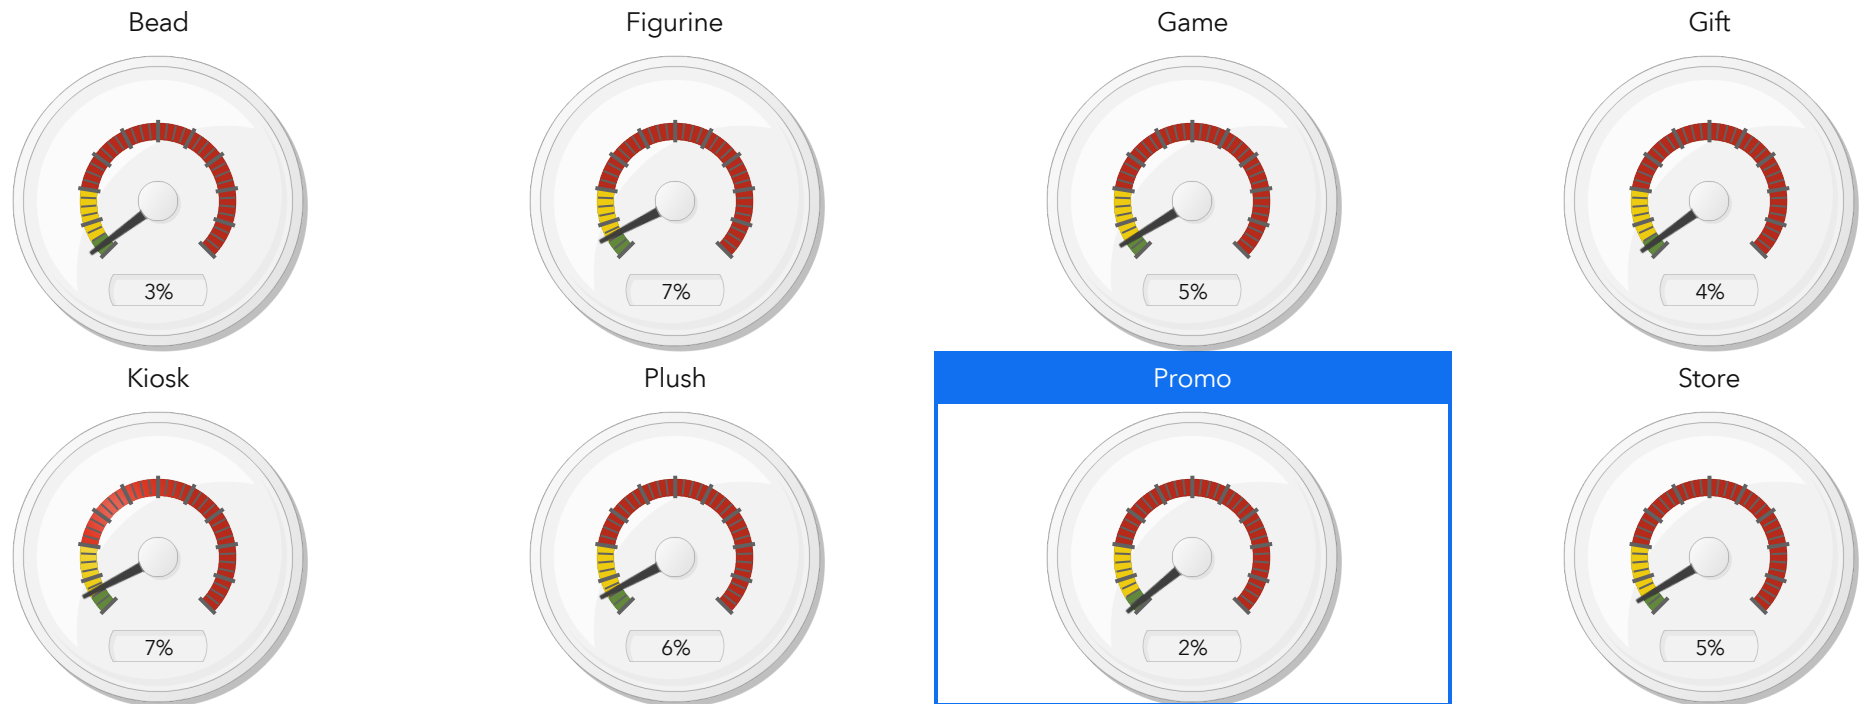 Bead Figurine Game Gift
3% 7% 5% 4%
Kiosk Plush Promo Store
7% 6% 2% 5%